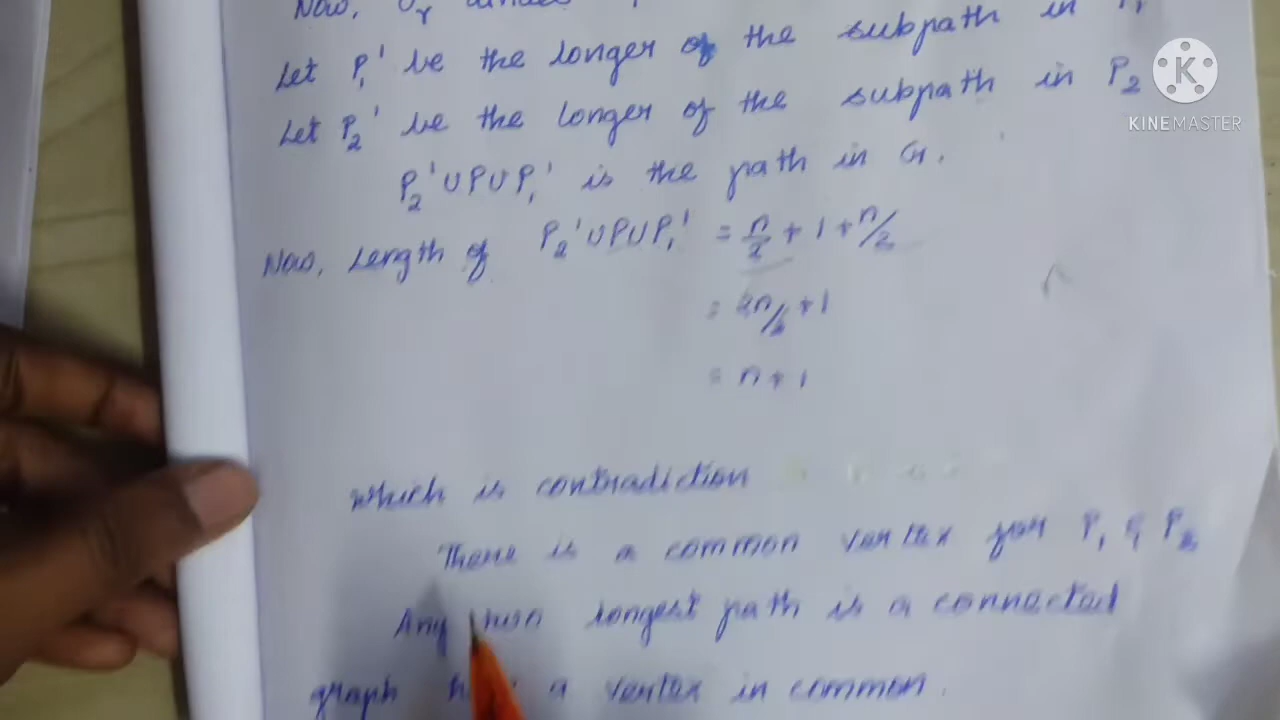 Now, divides
Let P₁' be the longer of the subpath in P₁
Let P₂' be the longer of the subpath in P₂
P₂' ∪ P ∪ P₁' is the path in G.
Now, Length of P₂' ∪ P ∪ P₁' = n/2 + 1 + n/2
= 2n/2 + 1
= n + 1
which is contradiction
There is a common vertex for P₁ & P₂
Any two longest path is a connected
graph a vertex in common.
K
KINEMASTER